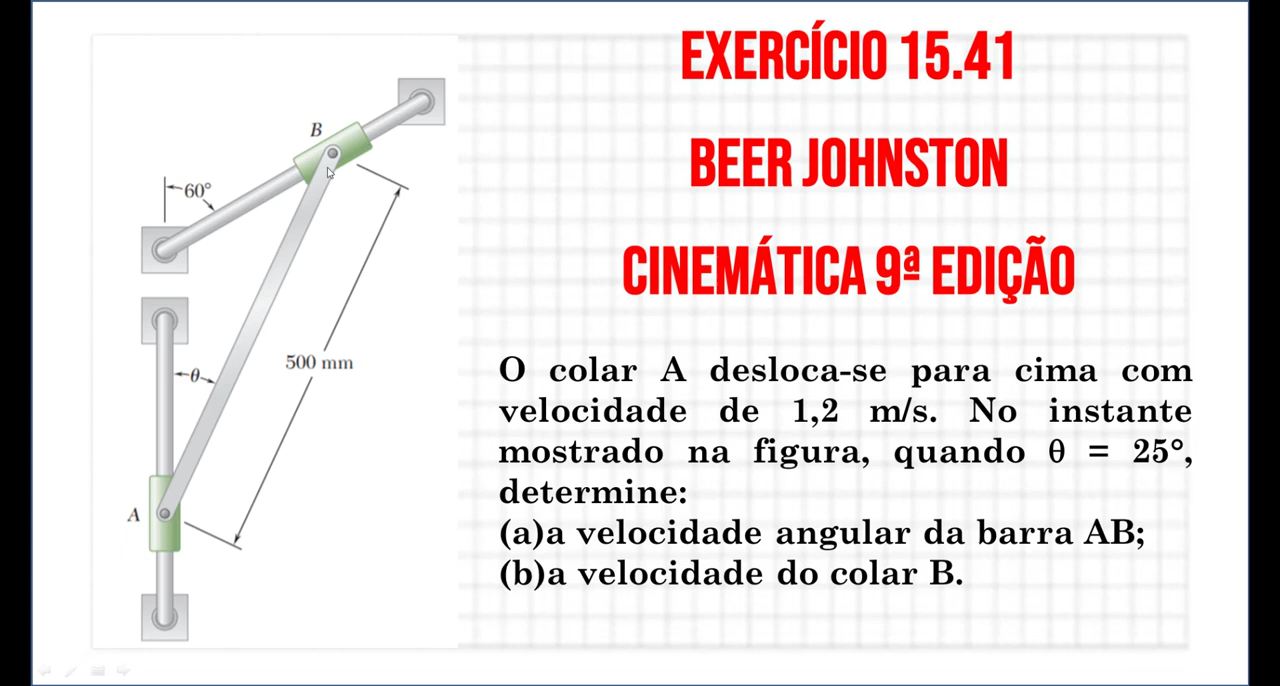 EXERCÍCIO 15.41
BEER JOHNSTON
CINEMÁTICA 9ª EDIÇÃO
B
60°
500 mm
θ
A
O colar A desloca-se para cima com
velocidade de 1,2 m/s. No instante
mostrado na figura, quando θ = 25°,
determine:
(a)a velocidade angular da barra AB;
(b)a velocidade do colar B.